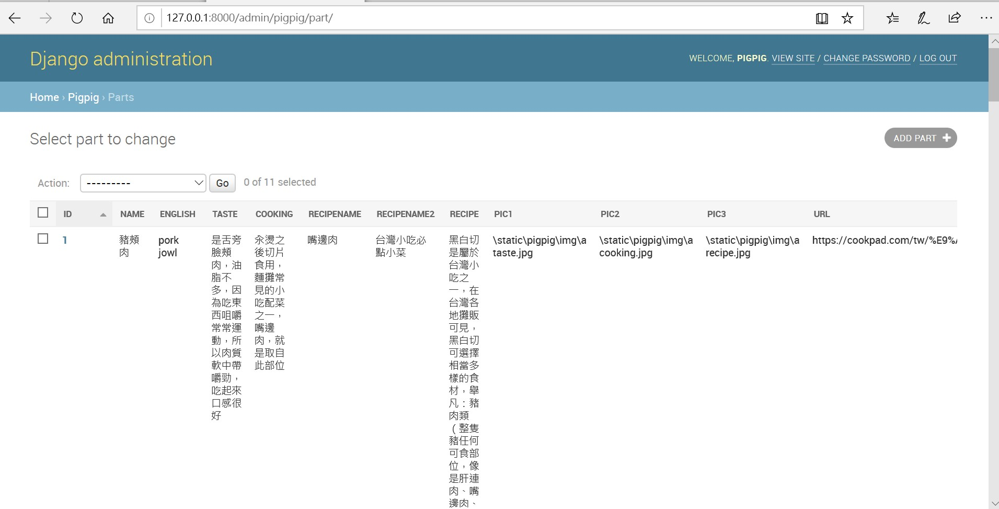 127.0.0.1:8000/admin/pigpig/part/
Django administration
WELCOME, PIGPIG. VIEW SITE / CHANGE PASSWORD / LOG OUT
Home › Pigpig › Parts
Select part to change
ADD PART
Action:
---------
Go
0 of 11 selected
ID
NAME
ENGLISH
TASTE
COOKING
RECIPENAME
RECIPENAME2
RECIPE
PIC1
PIC2
PIC3
URL
1
豬頰
肉
pork
jowl
是舌旁
臉頰
肉，油
脂不
多，因
為吃東
西咀嚼
常常運
動，所
以肉質
軟中帶
嚼勁，
吃起來
口感很
好
汆燙之
後切片
食用，
麵攤常
見的小
吃配菜
之一，
嘴邊
肉，就
是取自
此部位
嘴邊肉
台灣小吃必
點小菜
黑白切
是屬於
台灣小
吃之
一，在
台灣各
地攤販
可見，
黑白切
可選擇
相當多
樣的食
材，舉
凡：豬
肉類
（整隻
豬任何
可食部
位，像
是肝連
肉、嘴
邊肉、
\static\pigpig\img\a
taste.jpg
\static\pigpig\img\a
cooking.jpg
\static\pigpig\img\a
recipe.jpg
https://cookpad.com/tw/%E9%